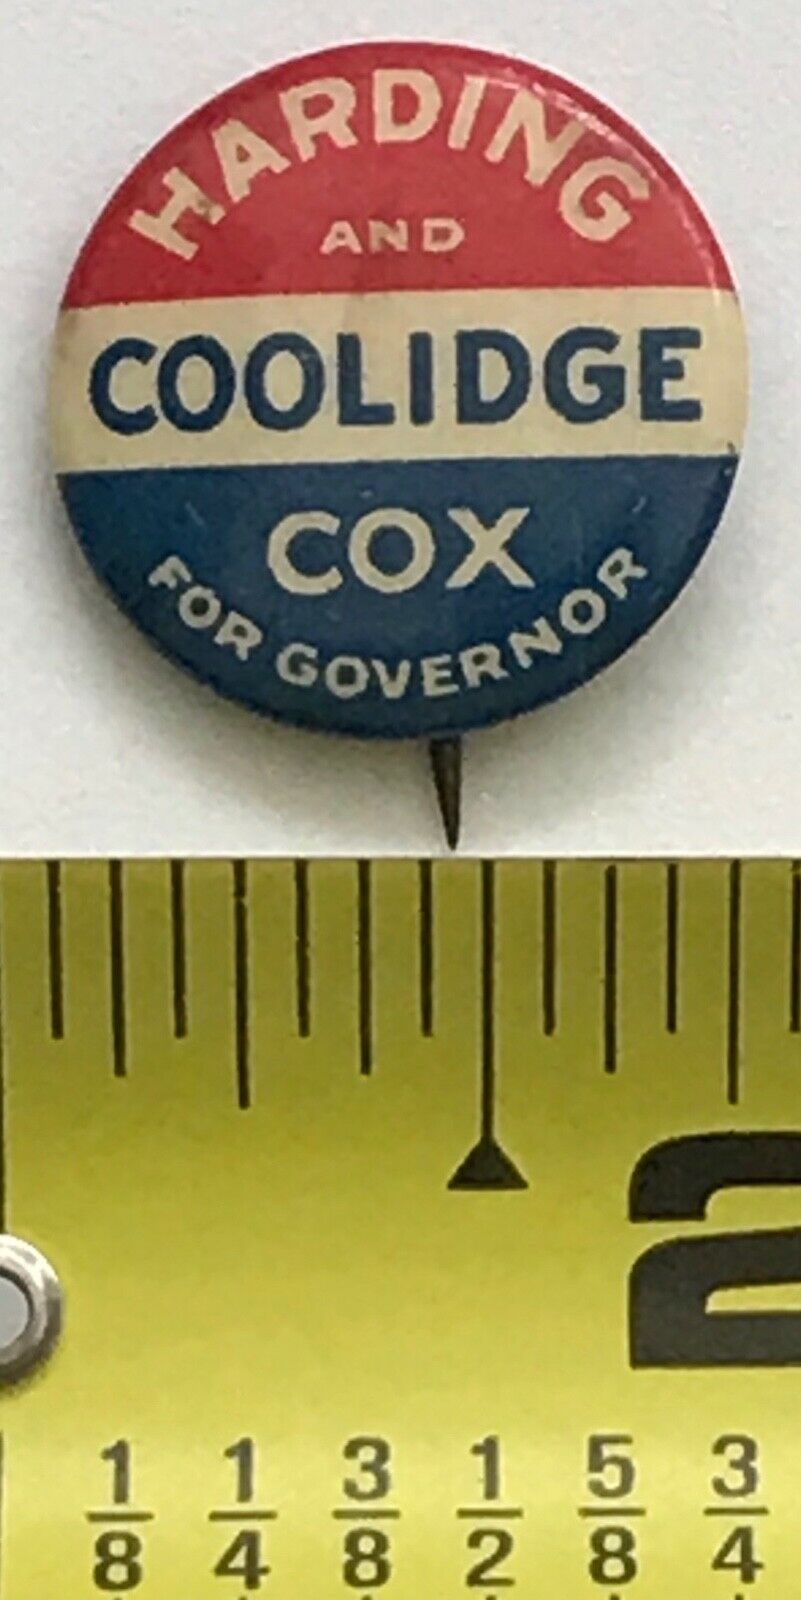 HARDING
AND
COOLIDGE
COX
FOR GOVERNOR
2
1/8 1/4 3/8 1/2 5/8 3/4